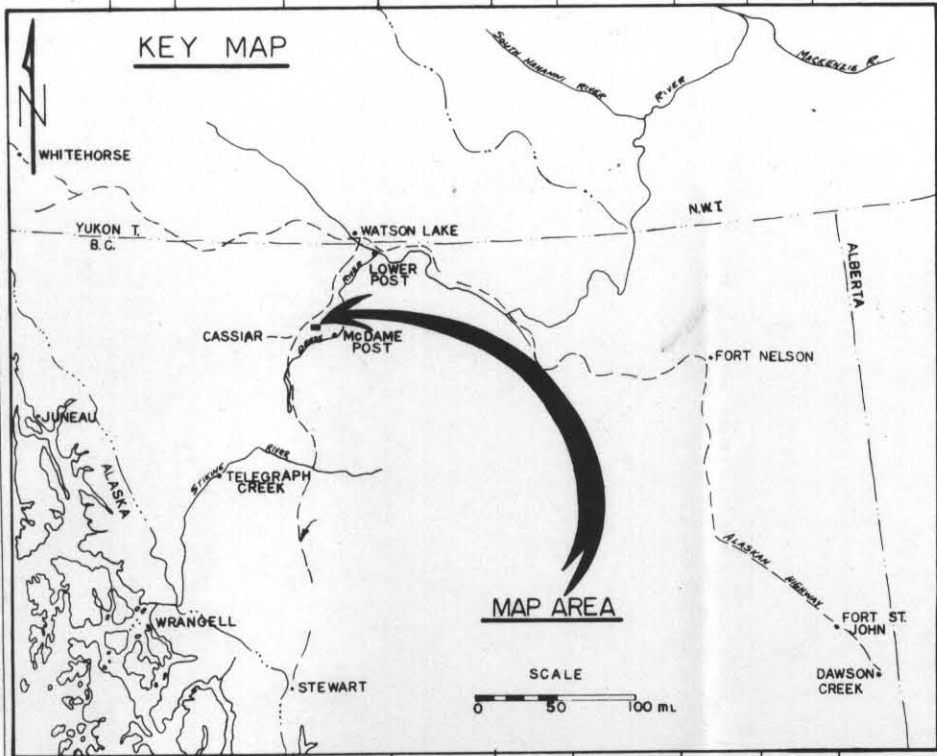 KEY MAP
N
SOUTH NAHANNI RIVER
RIVER
MACKENZIE R.
WHITEHORSE
YUKON T.
B.C.
WATSON LAKE
N.W.T.
RIVER
LOWER
POST
ALBERTA
CASSIAR
DEASE
McDAME
POST
FORT NELSON
JUNEAU
ALASKA
STIKINE
RIVER
TELEGRAPH
CREEK
ALASKAN HIGHWAY
MAP AREA
WRANGELL
FORT ST.
JOHN
SCALE
STEWART
DAWSON
CREEK
0 50 100 mi.